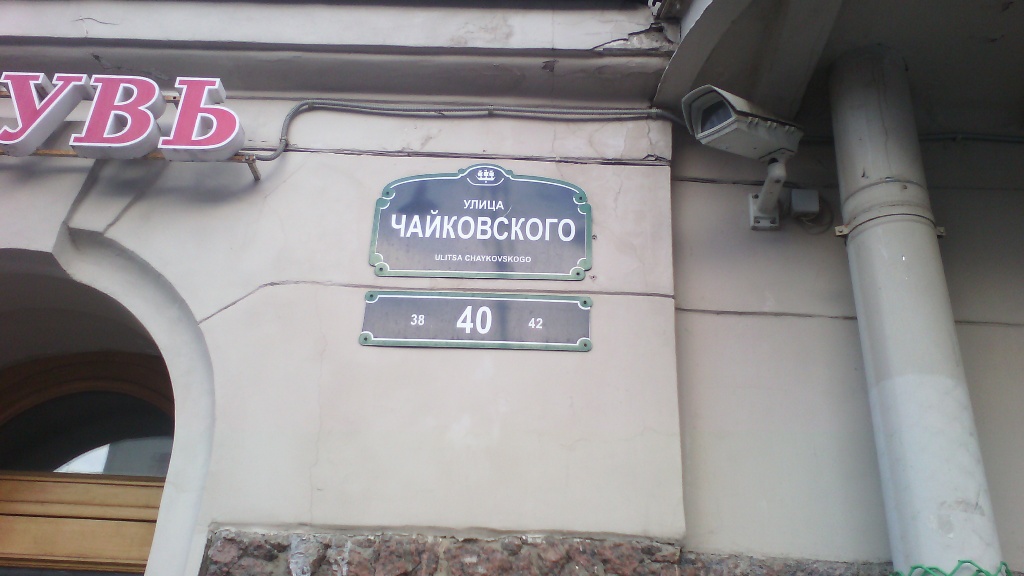 УВЬ
УЛИЦА
ЧАЙКОВСКОГО
ULITSA CHAYKOVSKOGO
38 40 42